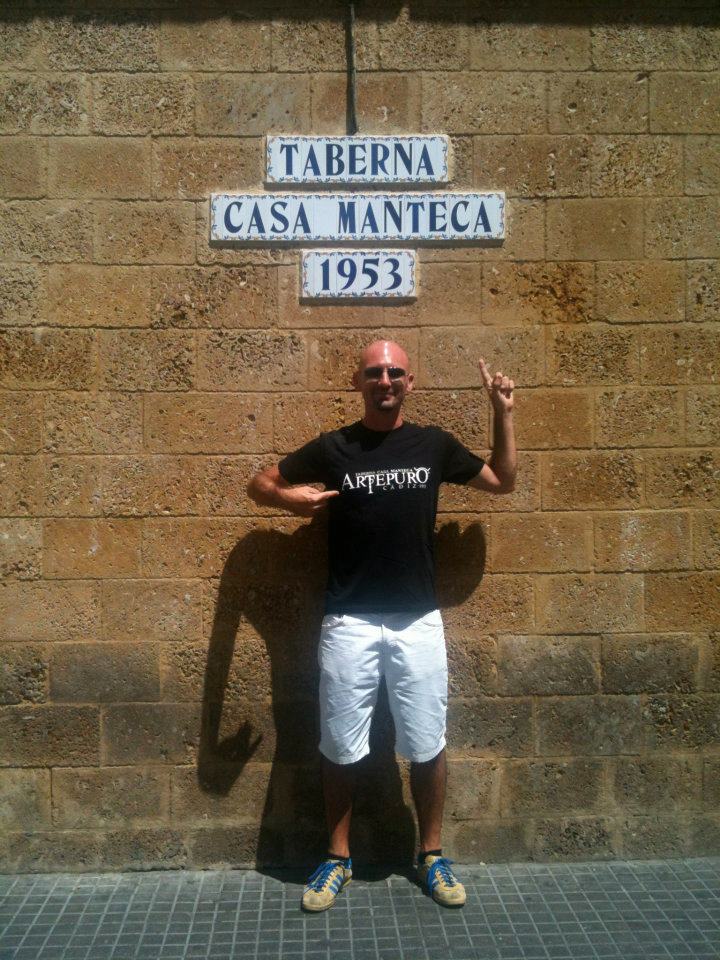 TABERNA
CASA MANTECA
1953
TABERNA CASA MANTECA
ARTEPURO
CADIZ